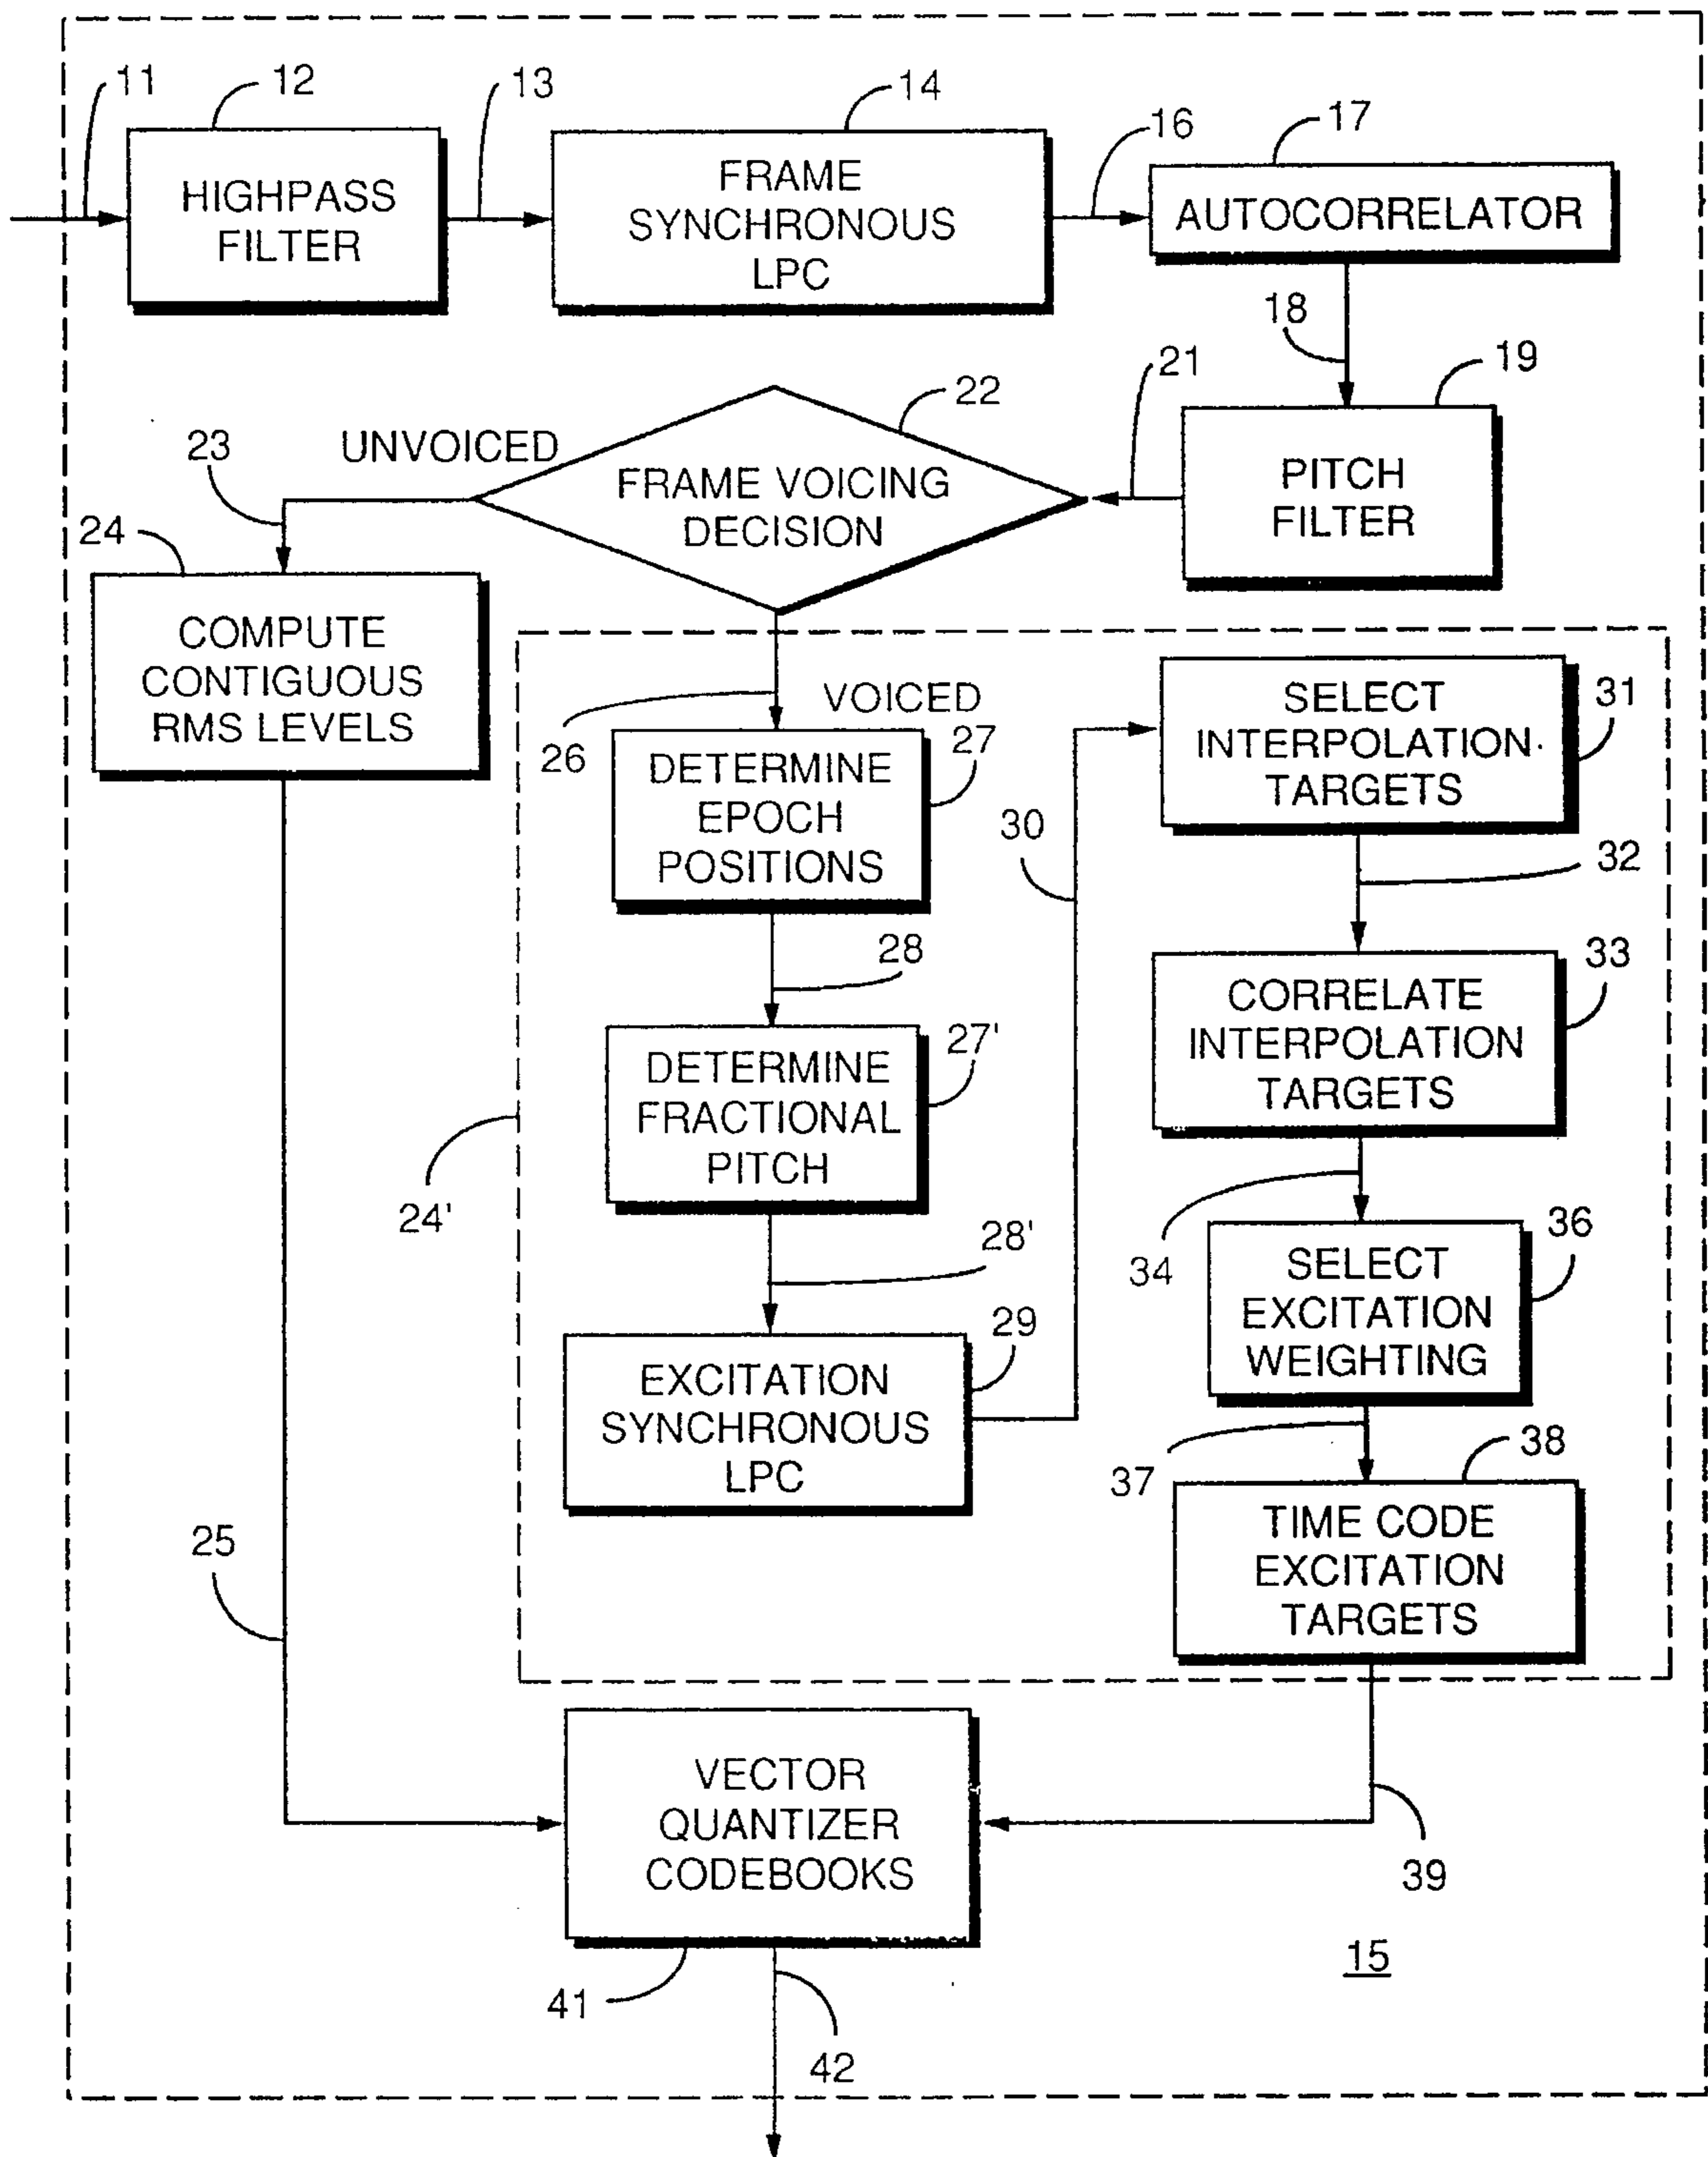 11
12
13
14
16
17
HIGHPASS
FILTER
FRAME
SYNCHRONOUS
LPC
AUTOCORRELATOR
18
19
21
22
23
UNVOICED
FRAME VOICING
DECISION
PITCH
FILTER
24
COMPUTE
CONTIGUOUS
RMS LEVELS
26
VOICED
27
DETERMINE
EPOCH
POSITIONS
28
27'
DETERMINE
FRACTIONAL
PITCH
24'
28'
29
EXCITATION
SYNCHRONOUS
LPC
30
SELECT
INTERPOLATION
TARGETS
31
32
33
CORRELATE
INTERPOLATION
TARGETS
34
36
SELECT
EXCITATION
WEIGHTING
37
38
TIME CODE
EXCITATION
TARGETS
25
VECTOR
QUANTIZER
CODEBOOKS
39
15
41
42